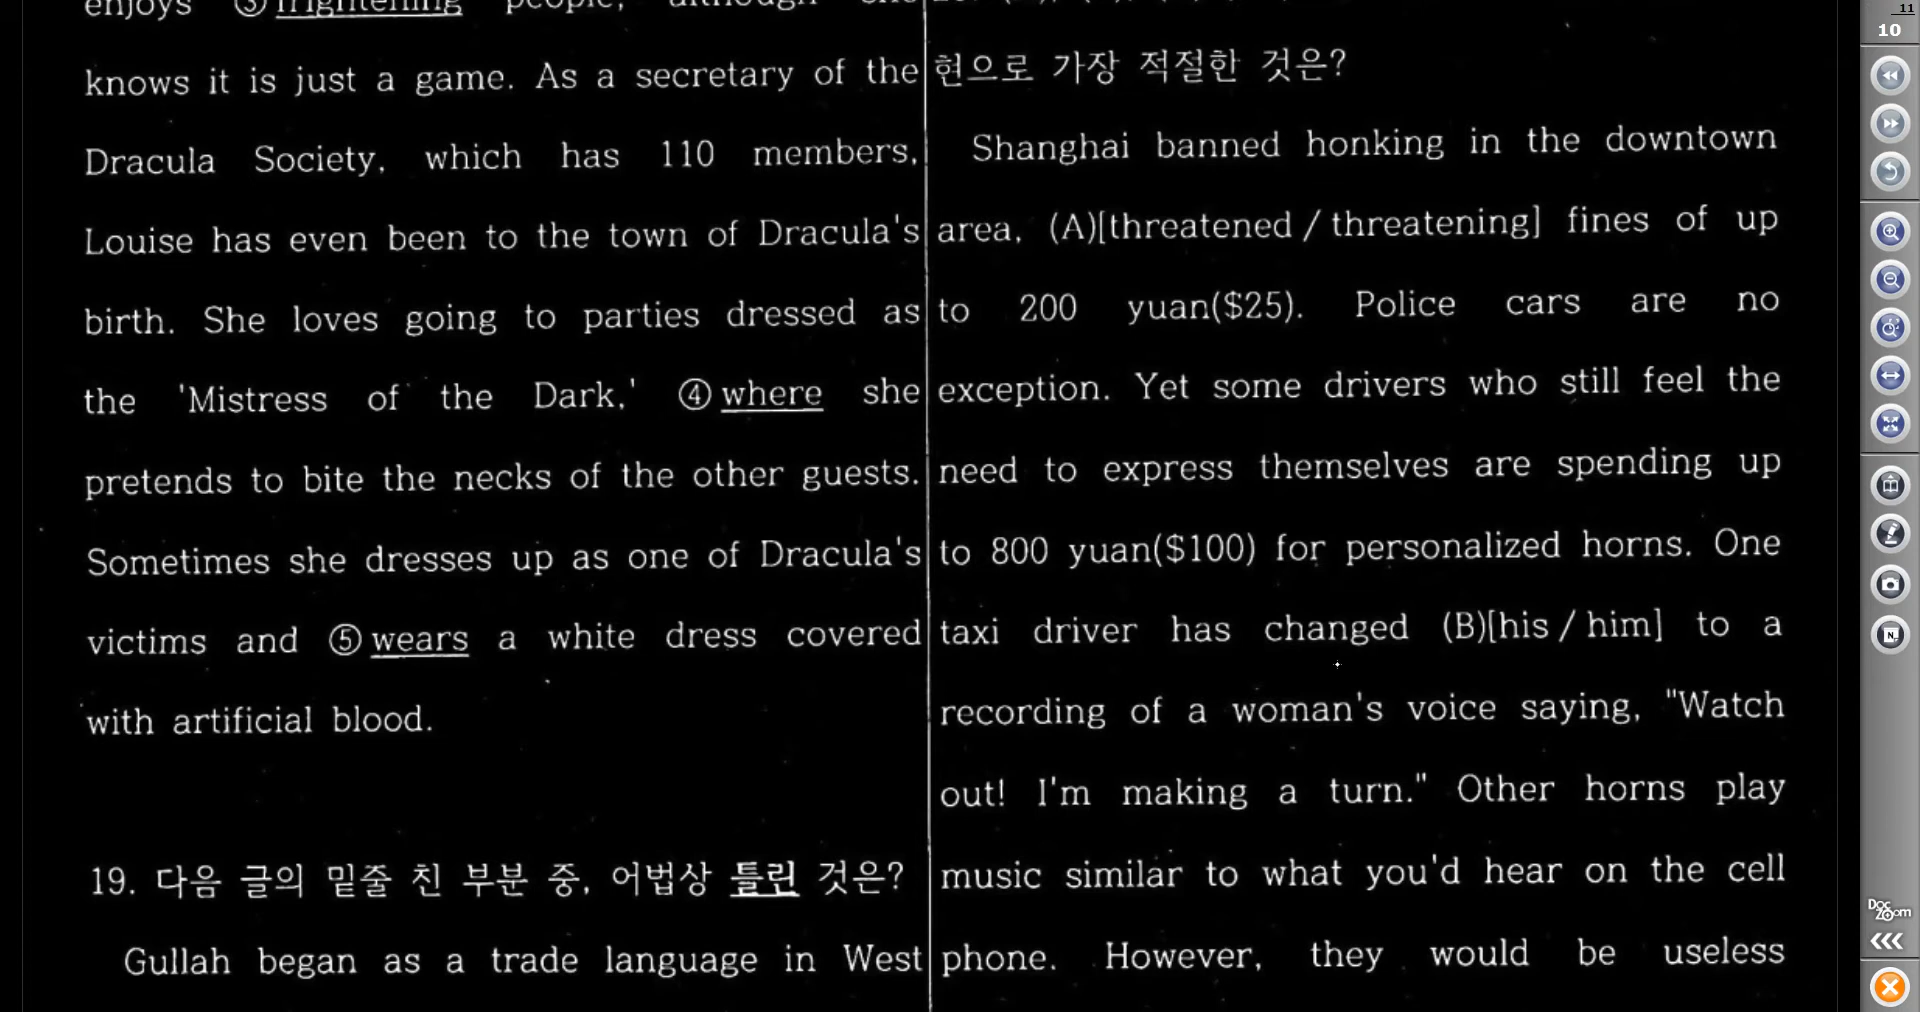 enjoys ③ frightening people, although she
knows it is just a game. As a secretary of the
Dracula Society, which has 110 members,
Louise has even been to the town of Dracula's
birth. She loves going to parties dressed as
the 'Mistress of the Dark,' ④ where she
pretends to bite the necks of the other guests.
Sometimes she dresses up as one of Dracula's
victims and ⑤ wears a white dress covered
with artificial blood.
19. 다음 글의 밑줄 친 부분 중, 어법상 틀린 것은?
Gullah began as a trade language in West
현으로 가장 적절한 것은?
Shanghai banned honking in the downtown
area, (A)[threatened / threatening] fines of up
to 200 yuan($25). Police cars are no
exception. Yet some drivers who still feel the
need to express themselves are spending up
to 800 yuan($100) for personalized horns. One
taxi driver has changed (B)[his / him] to a
recording of a woman's voice saying, "Watch
out! I'm making a turn." Other horns play
music similar to what you'd hear on the cell
phone. However, they would be useless
11
10
Doc
Zoom